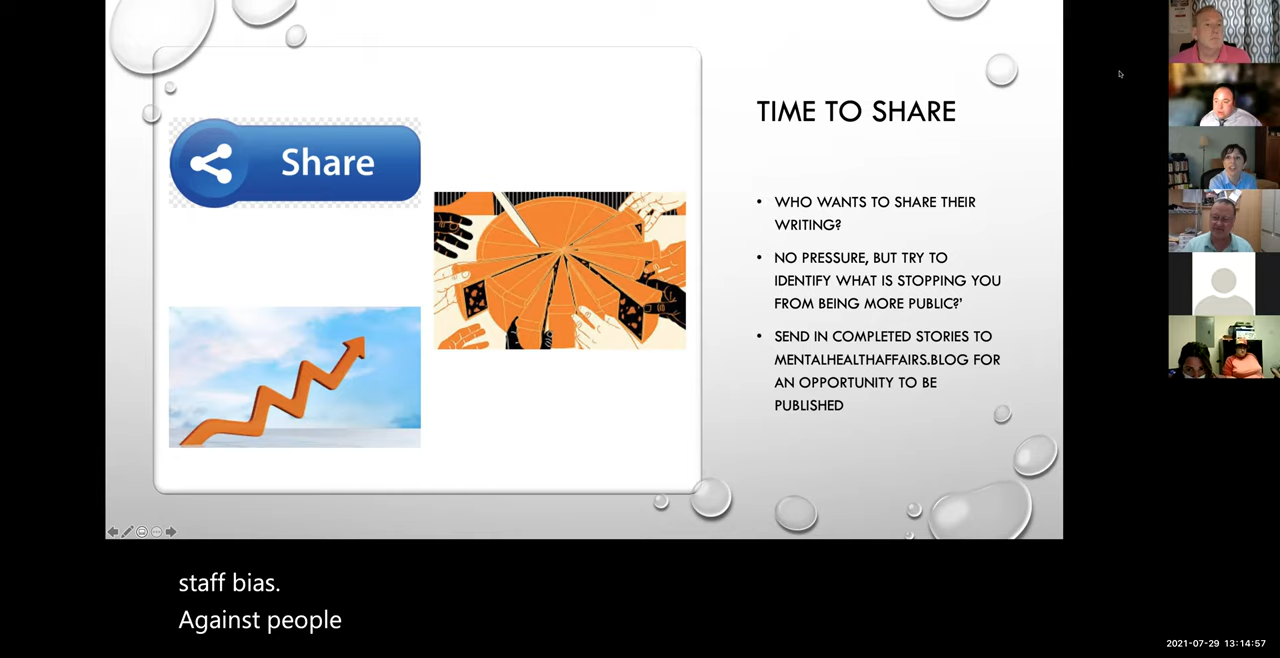 Share
TIME TO SHARE
• WHO WANTS TO SHARE THEIR
WRITING?
• NO PRESSURE, BUT TRY TO
IDENTIFY WHAT IS STOPPING YOU
FROM BEING MORE PUBLIC?'
• SEND IN COMPLETED STORIES TO
MENTALHEALTHAFFAIRS.BLOG FOR
AN OPPORTUNITY TO BE
PUBLISHED
staff bias.
Against people
2021-07-29 13:14:57